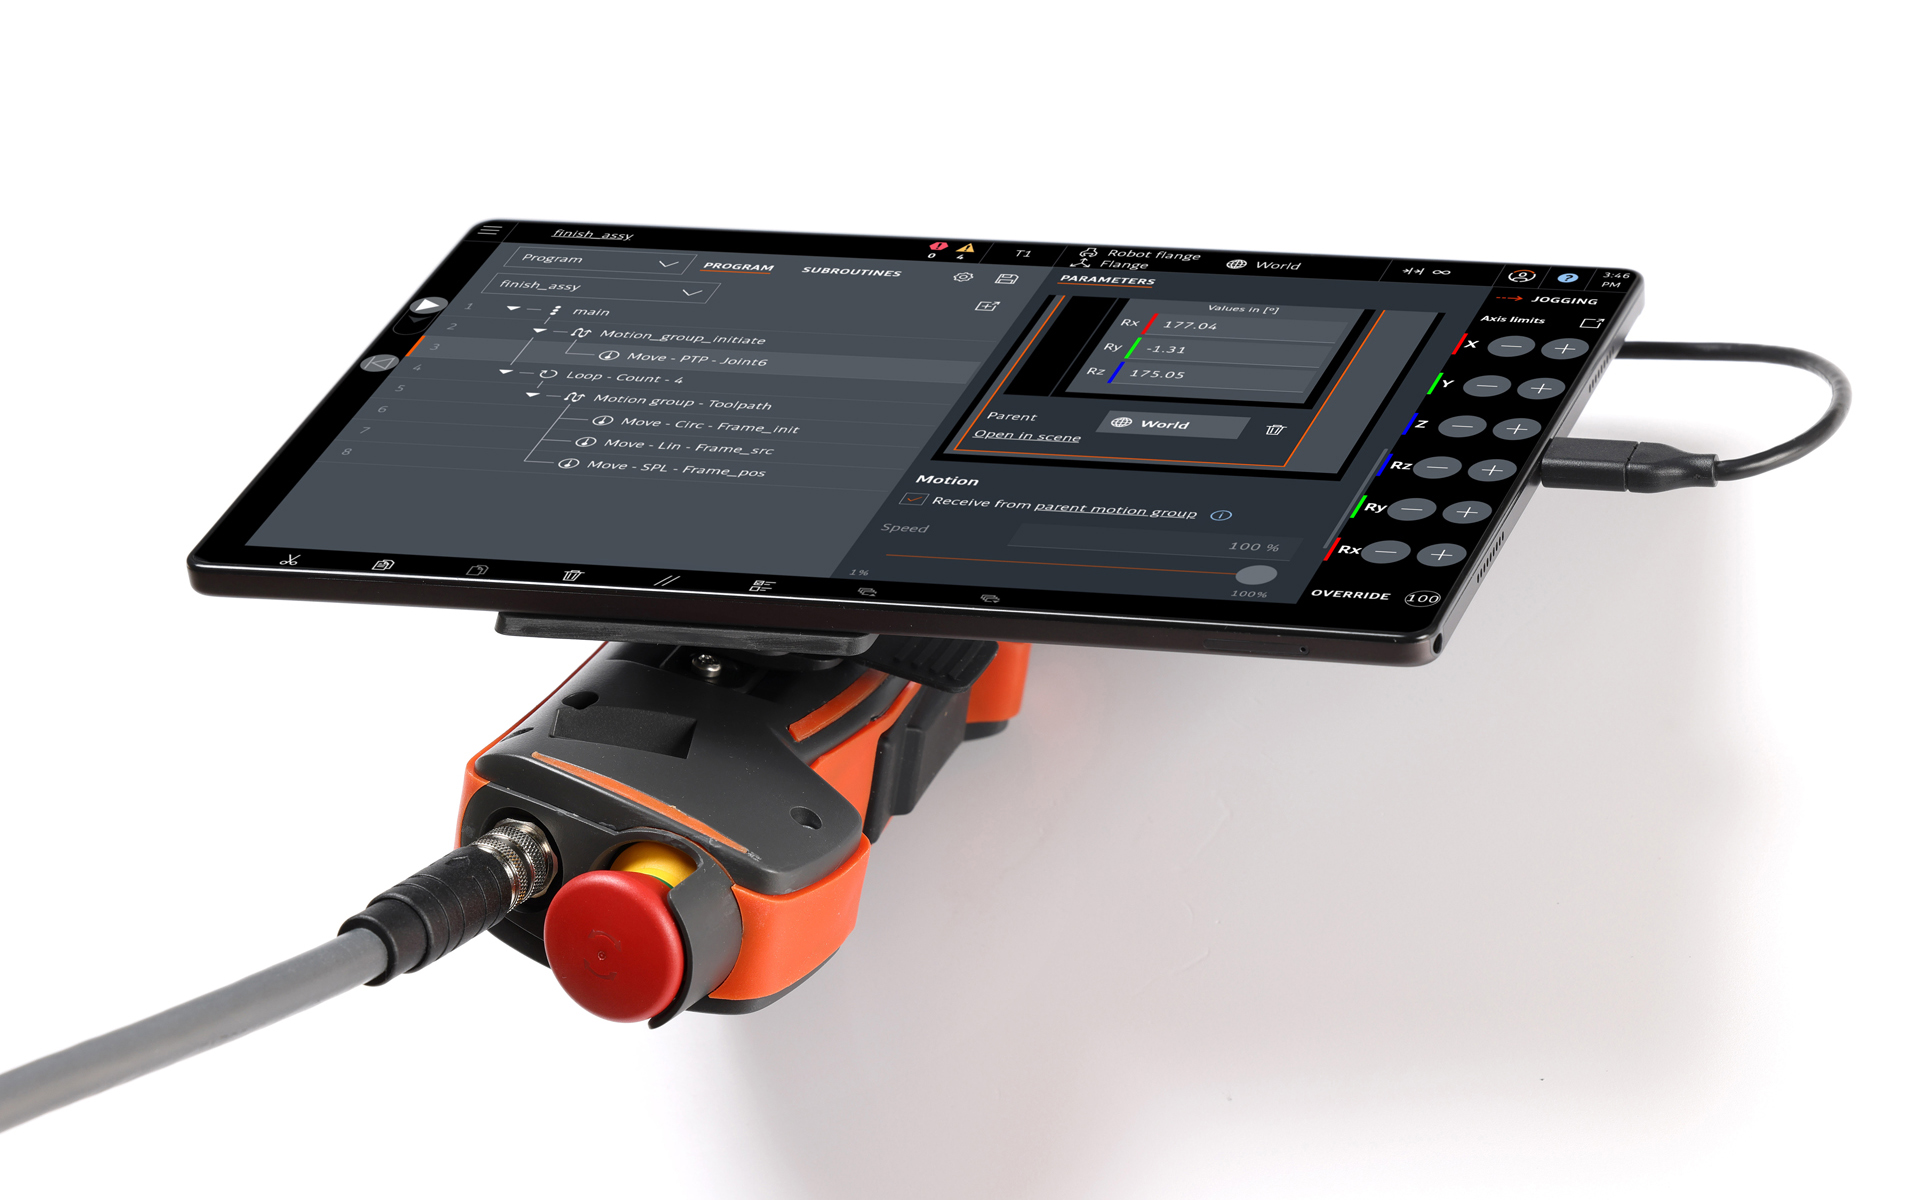 finish_assy
0
4
T1
Robot flange
Flange
World
3:46
PM
Program
PROGRAM
SUBROUTINES
finish_assy
1 main
2 Motion_group_initiate
3 Move - PTP - Joint6
4 Loop - Count - 4
5 Motion group - Toolpath
6 Move - Circ - Frame_init
7 Move - Lin - Frame_src
8 Move - SPL - Frame_pos
PARAMETERS
Values in [º]
Rx 177.04
Ry -1.31
Rz 175.05
Parent
World
Open in scene
Motion
Receive from parent motion group
Speed
100 %
1%
100%
JOGGING
Axis limits
X
Y
Z
Rz
Ry
Rx
OVERRIDE 100